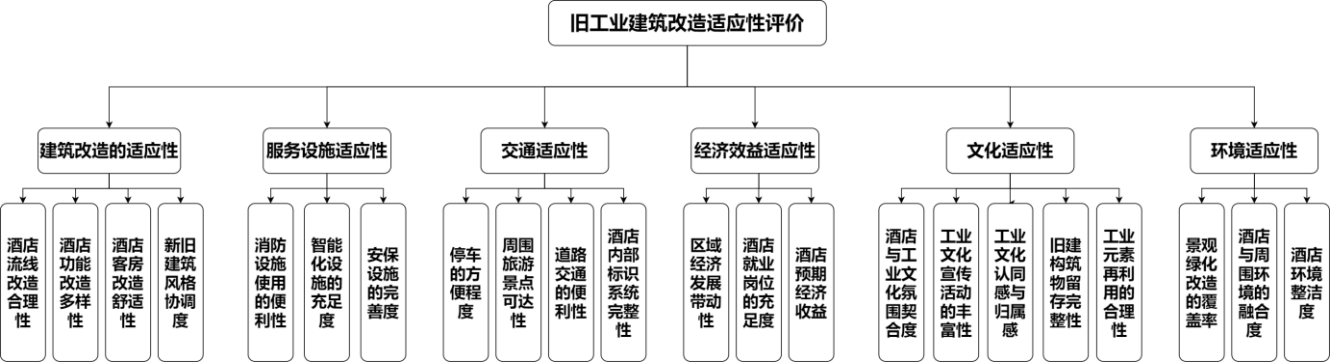 旧工业建筑改造适应性评价
建筑改造的适应性
服务设施适应性
交通适应性
经济效益适应性
文化适应性
环境适应性
酒店
流线
改造
合理
性
酒店
功能
改造
多样
性
酒店
客房
改造
舒适
性
新旧
建筑
风格
协调
度
消防
设施
使用
的便
利性
智能
化设
施的
充足
度
安保
设施
的完
善度
停车
的方
便程
度
周围
旅游
景点
可达
性
道路
交通
的便
利性
酒店
内部
标识
系统
完整
性
区域
经济
发展
带动
性
酒店
就业
岗位
的充
足度
酒店
预期
经济
收益
酒店
与工
业文
化氛
围契
合度
工业
文化
宣传
活动
的丰
富性
工业
文化
认同
感与
归属
感
旧建
构筑
物留
存完
整性
工业
元素
再利
用的
合理
性
景观
绿化
改造
的覆
盖率
酒店
与周
围环
境的
融合
度
酒店
环境
整洁
度